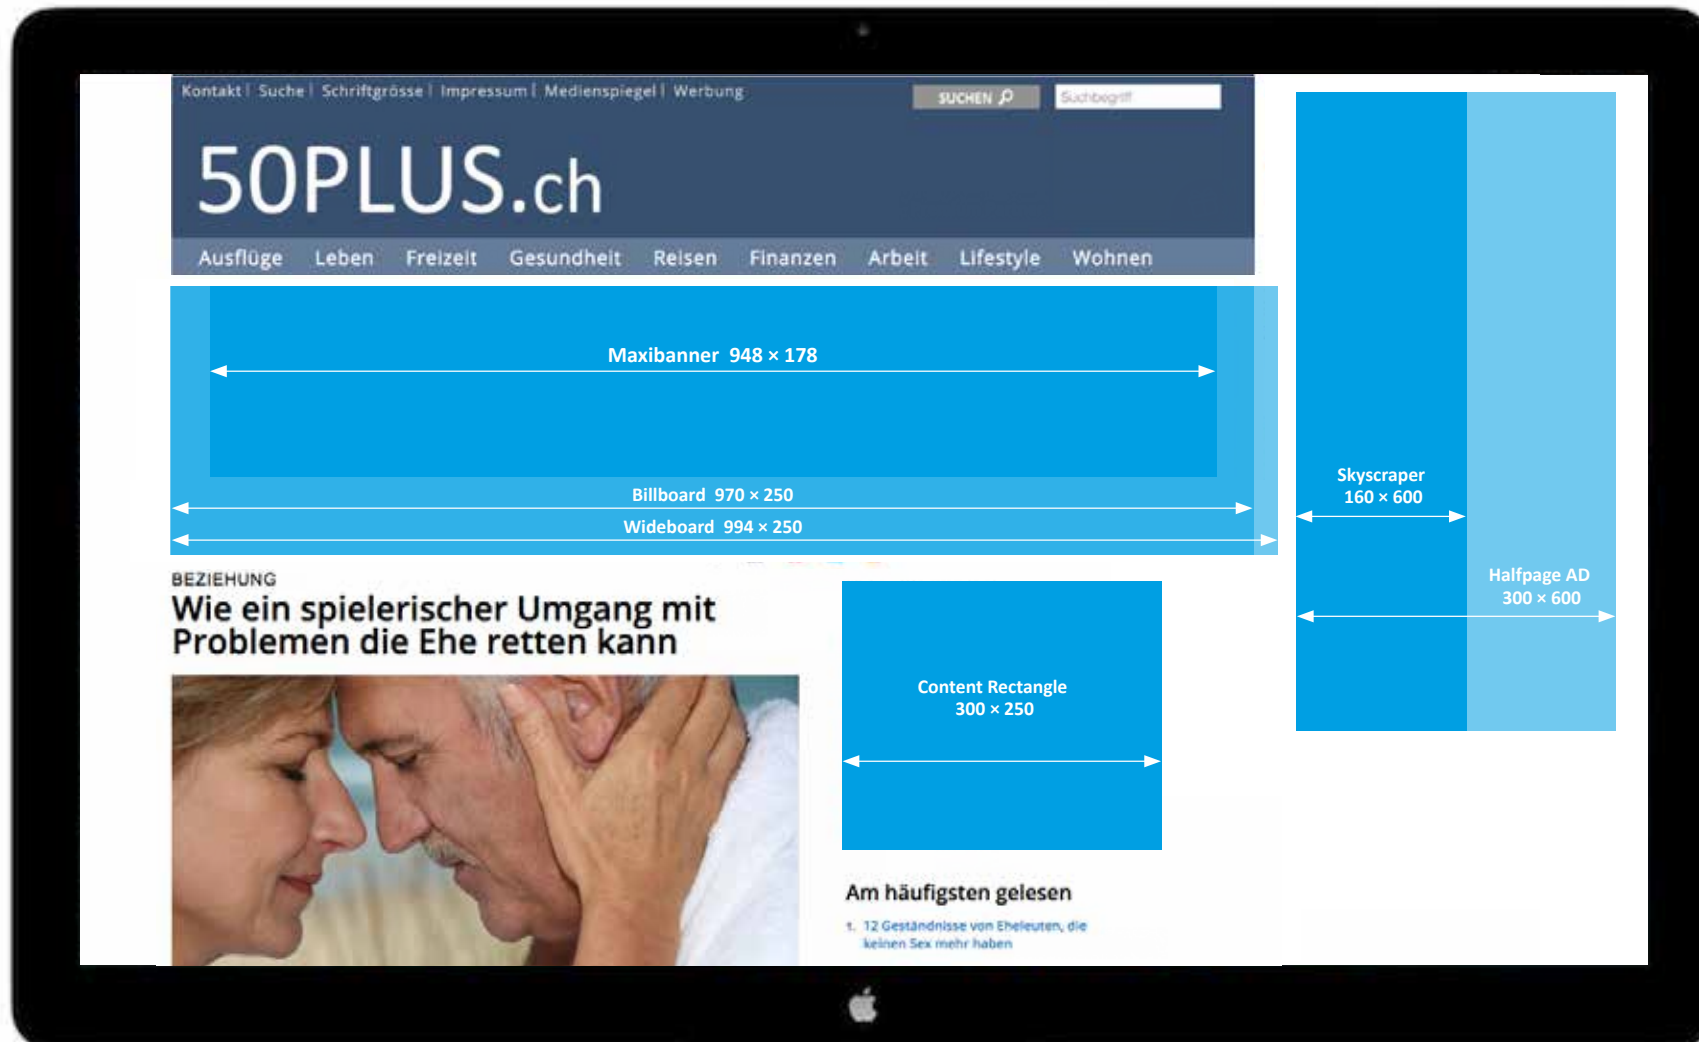 Kontakt | Suche | Schriftgrösse | Impressum | Medienspiegel | Werbung
SUCHEN
Suchbegriff
50PLUS.ch
Ausflüge Leben Freizeit Gesundheit Reisen Finanzen Arbeit Lifestyle Wohnen
Maxibanner 948 × 178
Billboard 970 × 250
Wideboard 994 × 250
Skyscraper
160 × 600
Halfpage AD
300 × 600
BEZIEHUNG
Wie ein spielerischer Umgang mit
Problemen die Ehe retten kann
Content Rectangle
300 × 250
Am häufigsten gelesen
1. 12 Geständnisse von Eheleuten, die
keinen Sex mehr haben